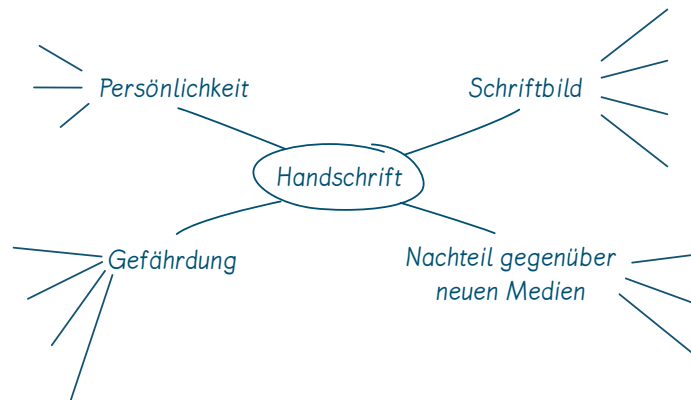 Persönlichkeit
Schriftbild
Handschrift
Gefährdung
Nachteil gegenüber
neuen Medien